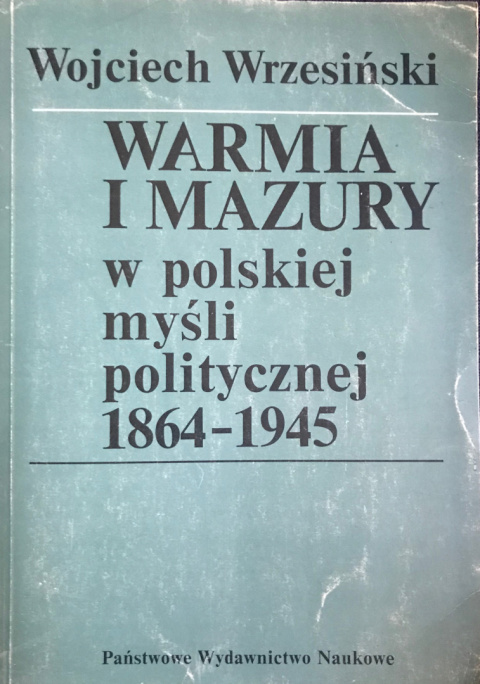 Wojciech Wrzesiński
WARMIA
I MAZURY
w polskiej
myśli
politycznej
1864-1945
Państwowe Wydawnictwo Naukowe